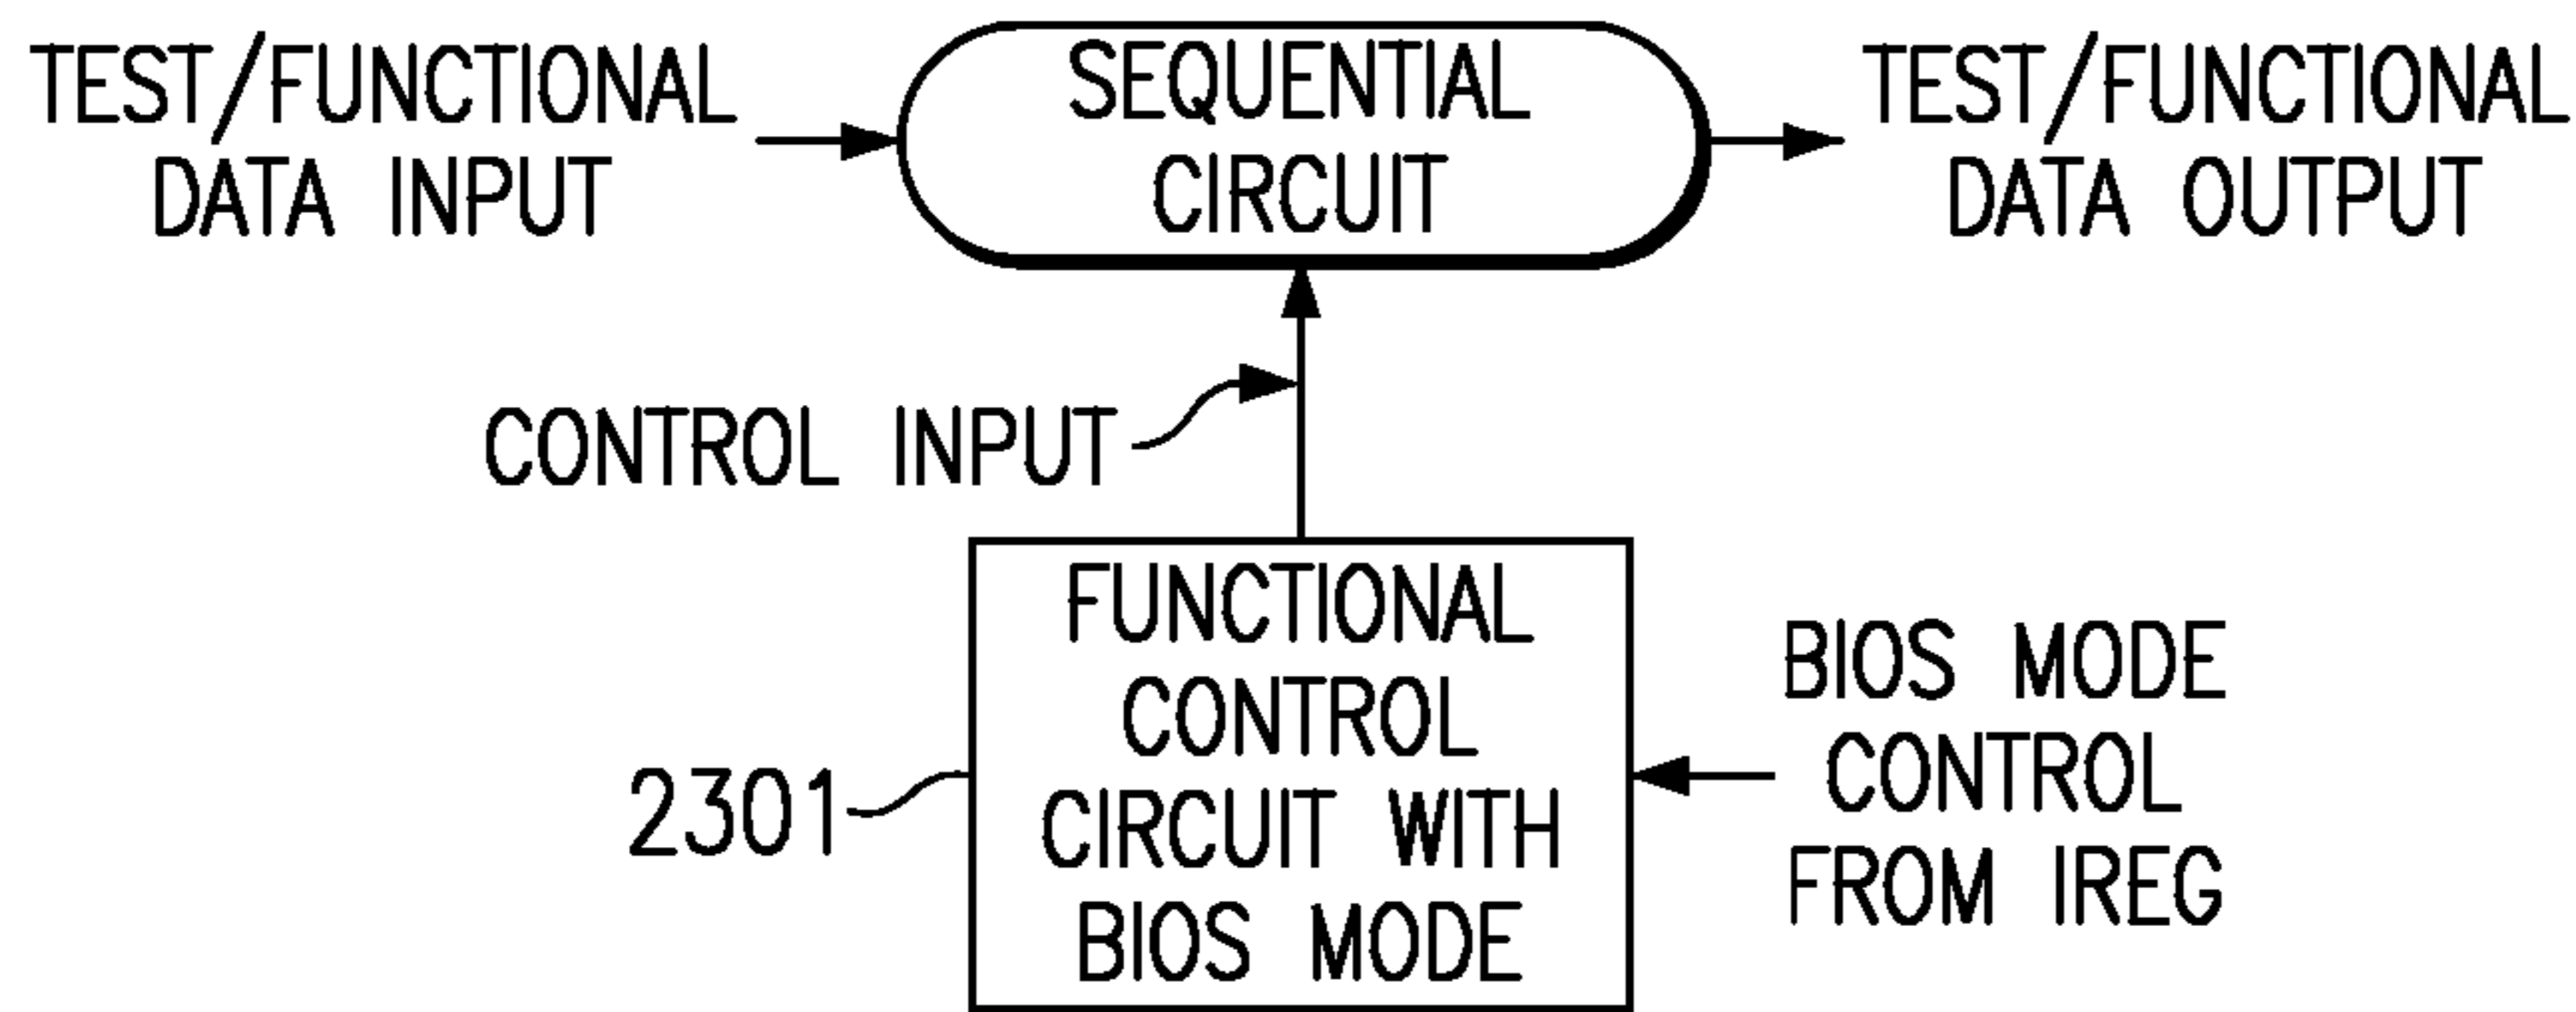 TEST/FUNCTIONAL
DATA INPUT
SEQUENTIAL
CIRCUIT
TEST/FUNCTIONAL
DATA OUTPUT
CONTROL INPUT
FUNCTIONAL
CONTROL
CIRCUIT WITH
BIOS MODE
2301
BIOS MODE
CONTROL
FROM IREG